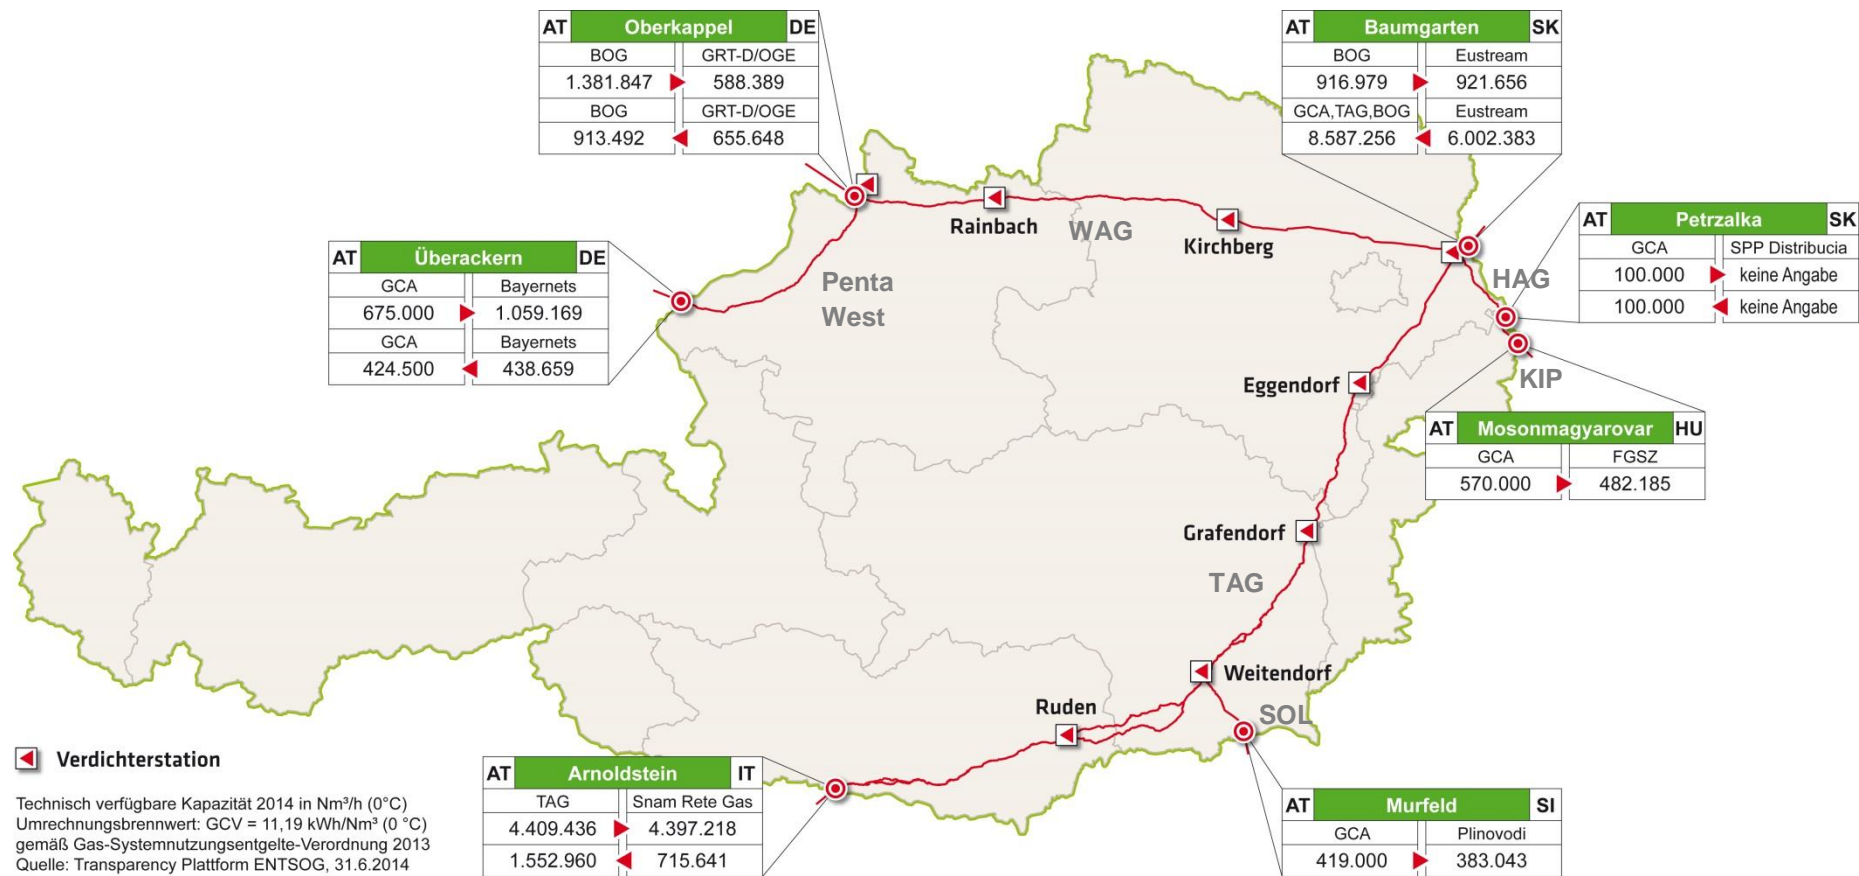 AT Oberkappel DE
BOG GRT-D/OGE
1.381.847 588.389
BOG GRT-D/OGE
913.492 655.648
AT Baumgarten SK
BOG Eustream
916.979 921.656
GCA,TAG,BOG Eustream
8.587.256 6.002.383
AT Petrzalka SK
GCA SPP Distribucia
100.000 keine Angabe
100.000 keine Angabe
AT Überackern DE
GCA Bayernets
675.000 1.059.169
GCA Bayernets
424.500 438.659
Rainbach
WAG
Kirchberg
HAG
Penta
West
KIP
Eggendorf
AT Mosonmagyarovar HU
GCA FGSZ
570.000 482.185
Grafendorf
TAG
Weitendorf
Ruden
SOL
Verdichterstation
Technisch verfügbare Kapazität 2014 in Nm³/h (0°C)
Umrechnungsbrennwert: GCV = 11,19 kWh/Nm³ (0 °C)
gemäß Gas-Systemnutzungsentgelte-Verordnung 2013
Quelle: Transparency Plattform ENTSOG, 31.6.2014
AT Arnoldstein IT
TAG Snam Rete Gas
4.409.436 4.397.218
1.552.960 715.641
AT Murfeld SI
GCA Plinovodi
419.000 383.043